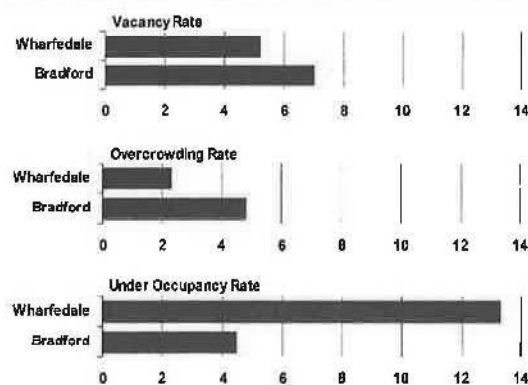 Vacancy Rate
Wharfedale
Bradford
0 2 4 6 8 10 12 14
Overcrowding Rate
Wharfedale
Bradford
0 2 4 6 8 10 12 14
Under Occupancy Rate
Wharfedale
Bradford
0 2 4 6 8 10 12 14